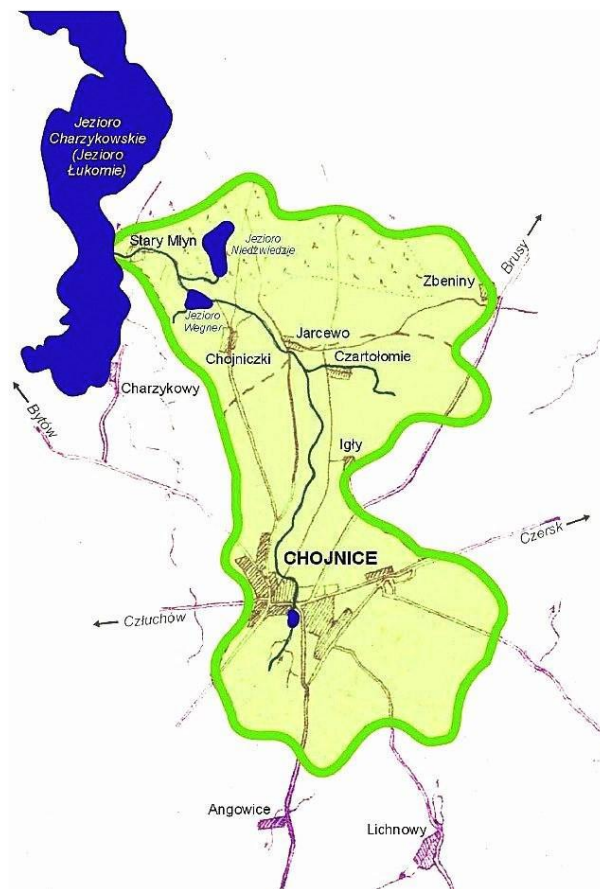 Jezioro
Charzykowskie
(Jezioro
Łukomie)
Stary Młyn
Jezioro
Niedźwiedzie
Brusy
Zbeniny
Jezioro
Wegner
Jarcewo
Chojniczki
Czartołomie
Charzykowy
Bytów
Igły
CHOJNICE
Czersk
Człuchów
Angowice
Lichnowy